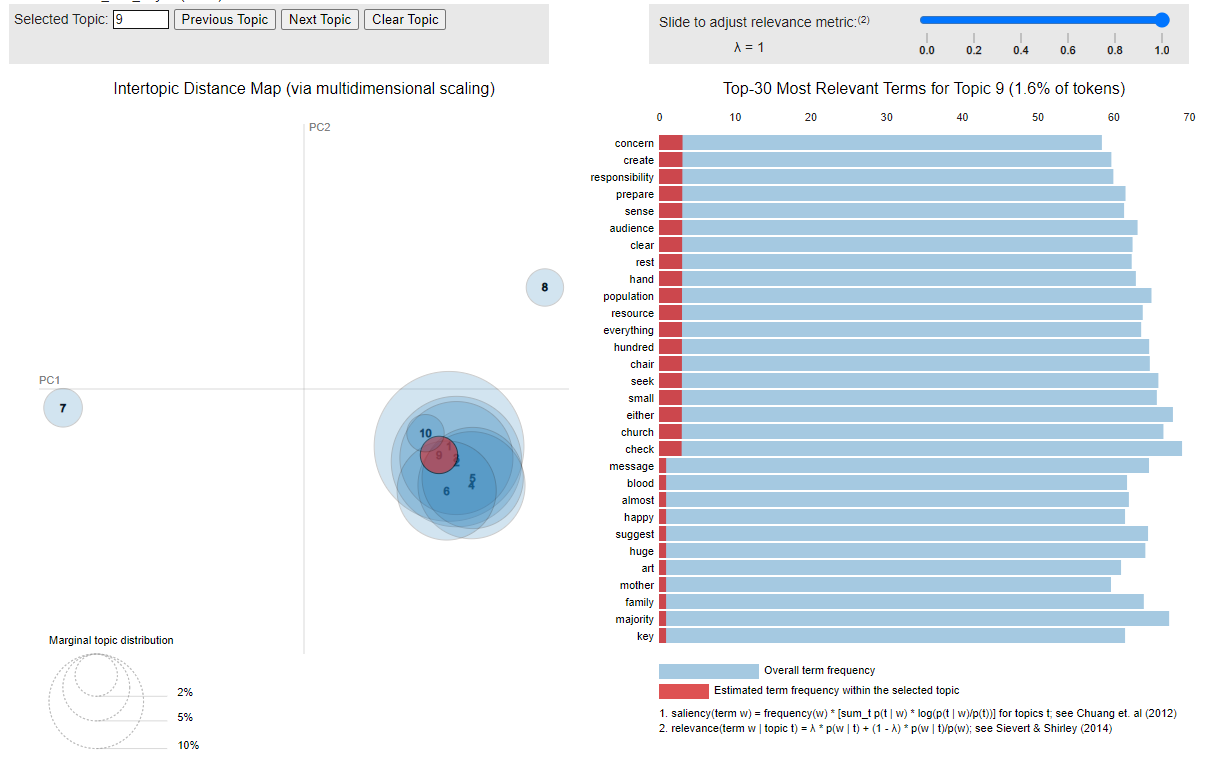 Selected Topic: 9 Previous Topic Next Topic Clear Topic
Slide to adjust relevance metric:(2)
λ = 1
0.0 0.2 0.4 0.6 0.8 1.0
Intertopic Distance Map (via multidimensional scaling)
PC2
PC1
8
7
10
1
9
2
5
4
6
Marginal topic distribution
2%
5%
10%
Top-30 Most Relevant Terms for Topic 9 (1.6% of tokens)
0 10 20 30 40 50 60 70
concern
create
responsibility
prepare
sense
audience
clear
rest
hand
population
resource
everything
hundred
chair
seek
small
either
church
check
message
blood
almost
happy
suggest
huge
art
mother
family
majority
key
Overall term frequency
Estimated term frequency within the selected topic
1. saliency(term w) = frequency(w) * [sum_t p(t | w) * log(p(t | w)/p(t))] for topics t; see Chuang et. al (2012)
2. relevance(term w | topic t) = λ * p(w | t) + (1 - λ) * p(w | t)/p(w); see Sievert & Shirley (2014)